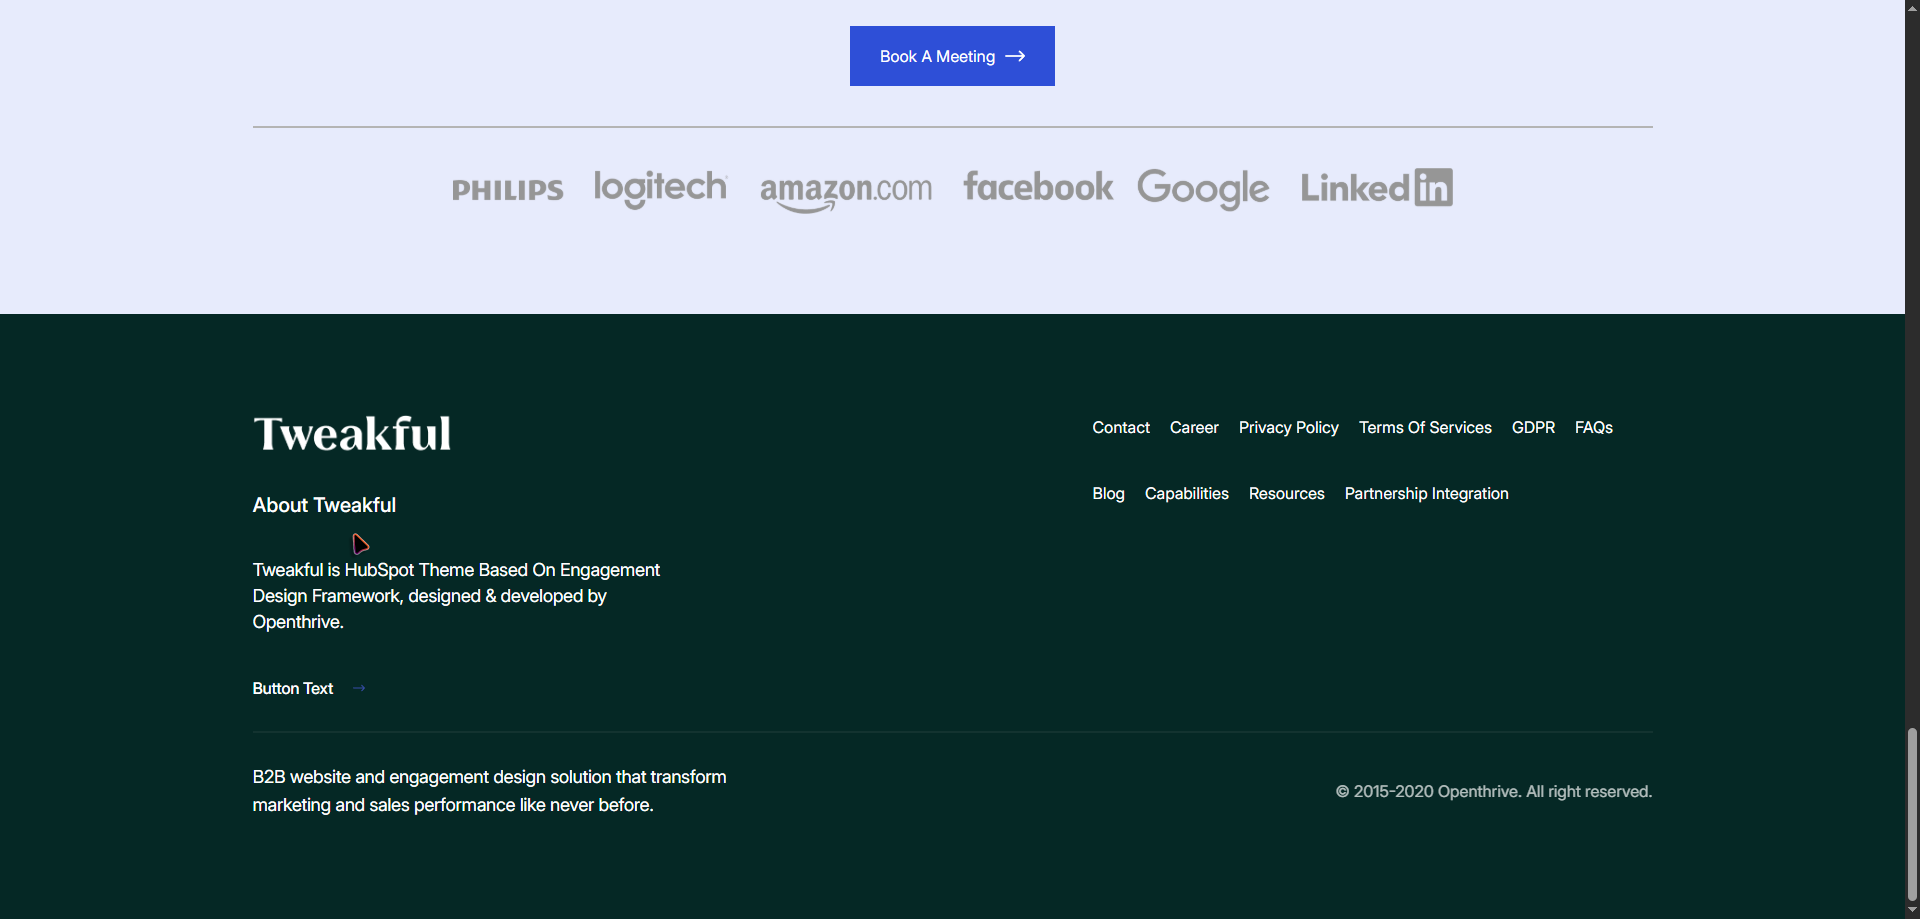 Book A Meeting
PHILIPS logitech amazon.com facebook Google Linkedin
Tweakful
About Tweakful
Tweakful is HubSpot Theme Based On Engagement
Design Framework, designed & developed by
Openthrive.
Button Text
Contact Career Privacy Policy Terms Of Services GDPR FAQs
Blog Capabilities Resources Partnership Integration
B2B website and engagement design solution that transform
marketing and sales performance like never before.
© 2015-2020 Openthrive. All right reserved.